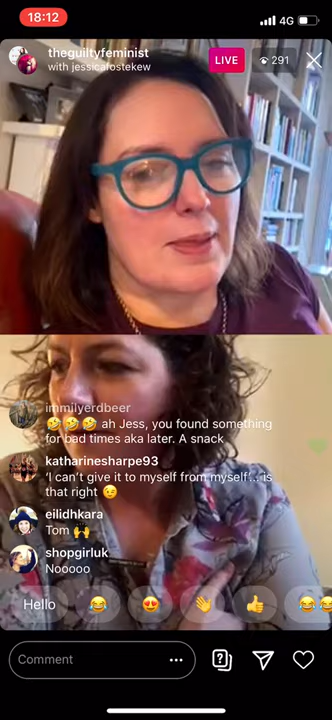 18:12
4G
theguiltyfeminist
with jessicafostekew
LIVE
291
immilyerdbeer
🤣🤣🤣 ah Jess, you found something
for bad times aka later. A snack
katharinesharpe93
'I can't give it to myself from myself'... is
that right 😉
eilidhkara
Tom 🙌
shopgirluk
Nooooo
Hello 😂 😍 👋 👍 😂😂
Comment